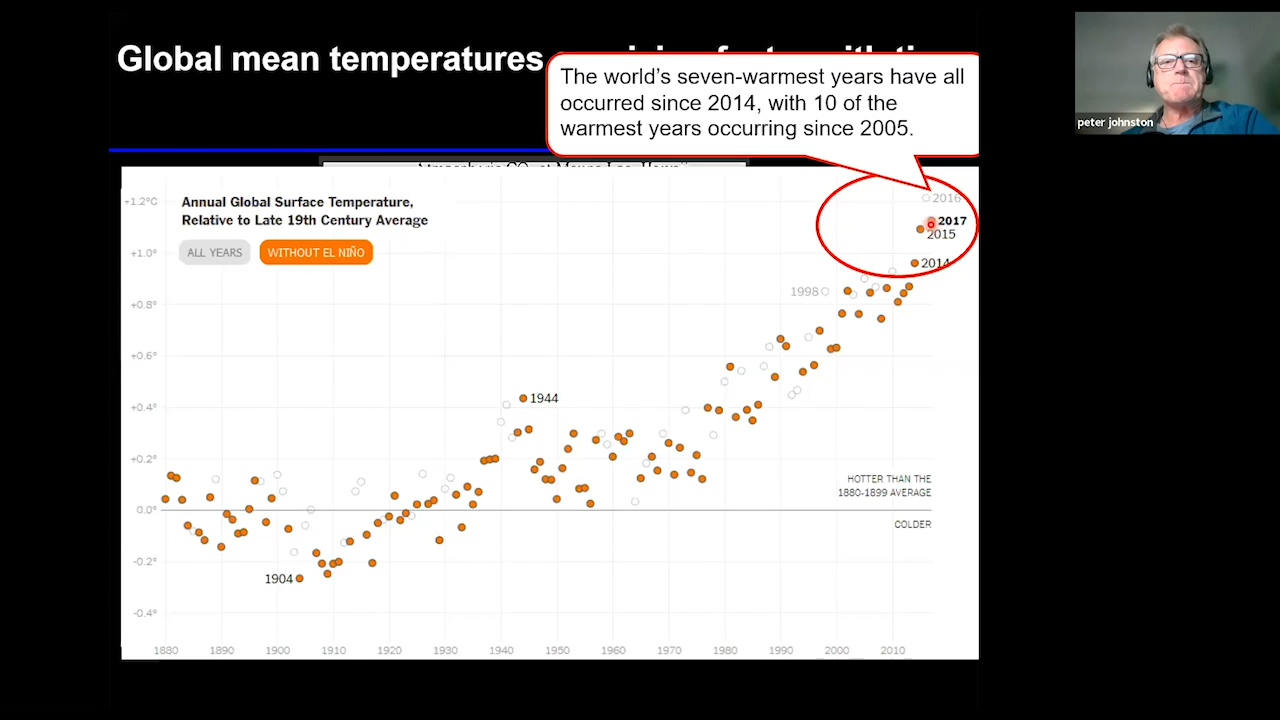 Global mean temperatures
The world's seven-warmest years have all
occurred since 2014, with 10 of the
warmest years occurring since 2005.
peter johnston
Annual Global Surface Temperature,
Relative to Late 19th Century Average
ALL YEARS
WITHOUT EL NIÑO
+1.2°C
+1.0°
+0.8°
+0.6°
+0.4°
+0.2°
0.0°
-0.2°
-0.4°
2016
2017
2015
2014
1998
1944
1904
HOTTER THAN THE
1880-1899 AVERAGE
COLDER
1880 1890 1900 1910 1920 1930 1940 1950 1960 1970 1980 1990 2000 2010